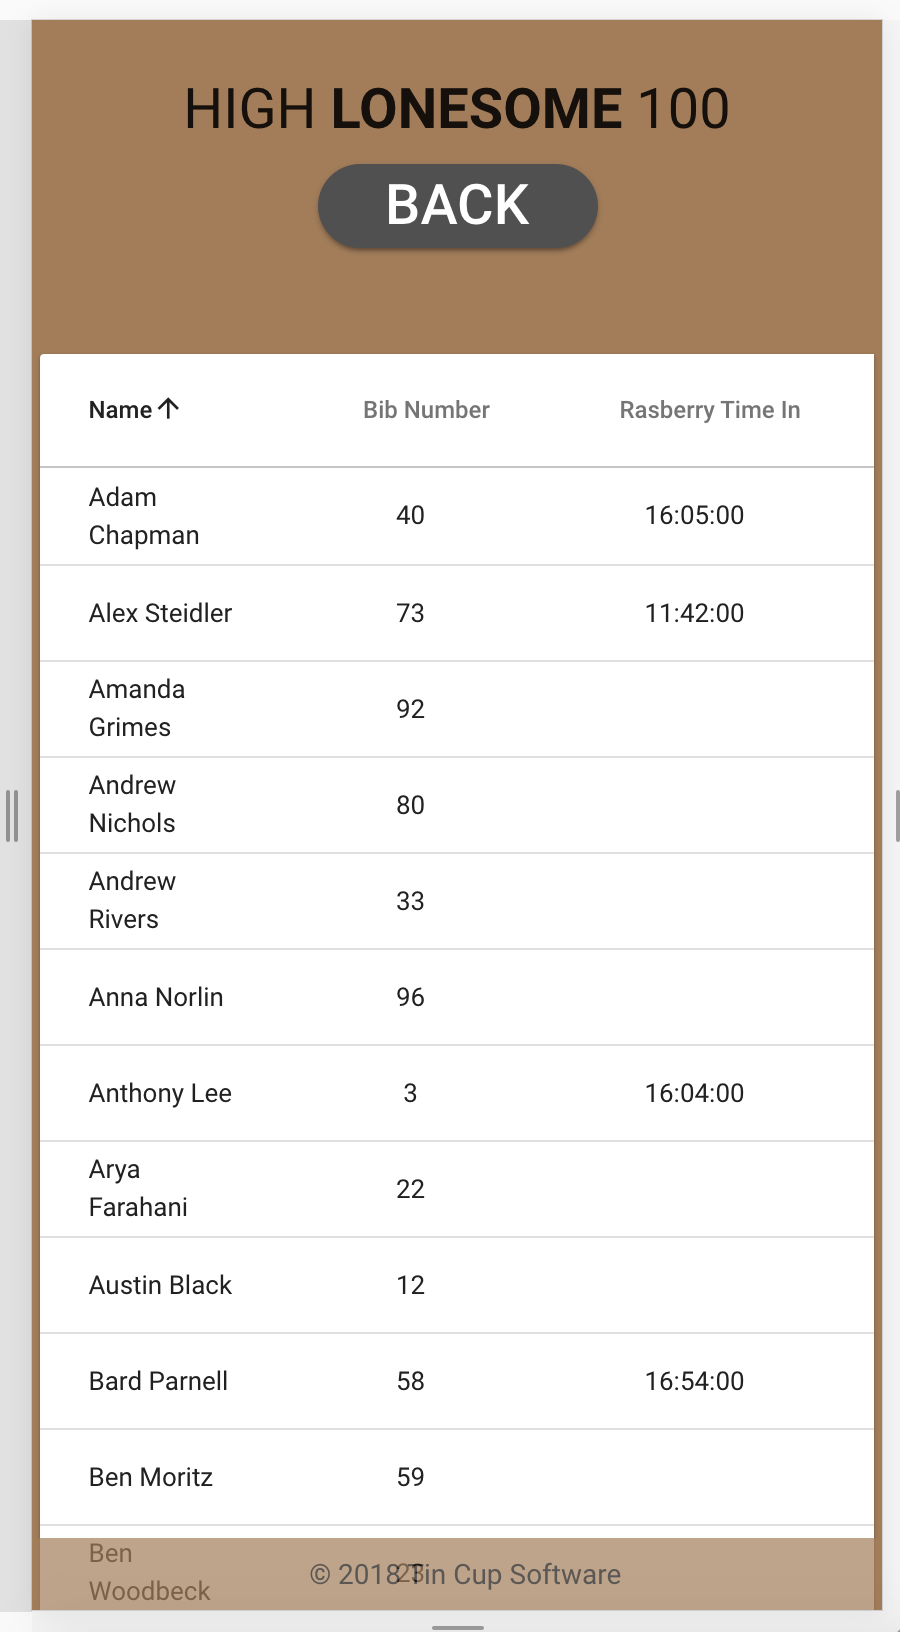 HIGH LONESOME 100
BACK
Name Bib Number Rasberry Time In
Adam
Chapman
40 16:05:00
Alex Steidler 73 11:42:00
Amanda
Grimes
92
Andrew
Nichols
80
Andrew
Rivers
33
Anna Norlin 96
Anthony Lee 3 16:04:00
Arya
Farahani
22
Austin Black 12
Bard Parnell 58 16:54:00
Ben Moritz 59
Ben
Woodbeck
23
© 2018 Tin Cup Software